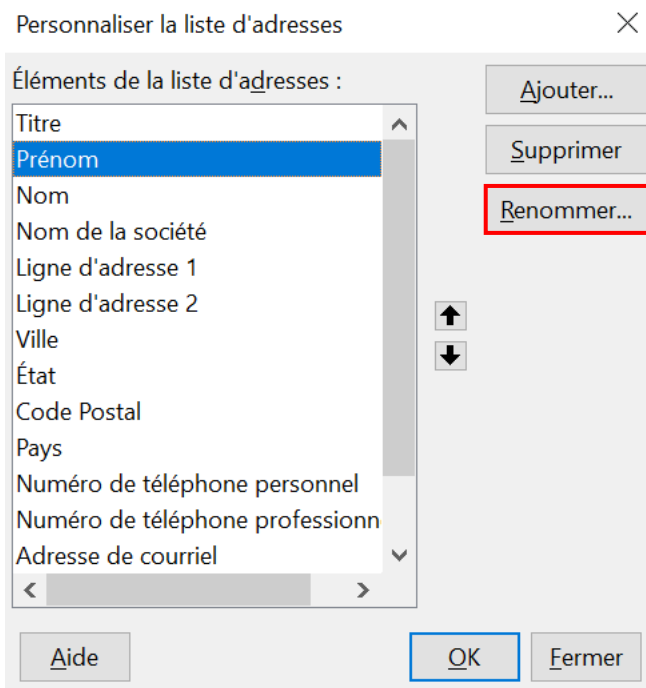 Personnaliser la liste d'adresses
Éléments de la liste d'adresses :
Titre
Prénom
Nom
Nom de la société
Ligne d'adresse 1
Ligne d'adresse 2
Ville
État
Code Postal
Pays
Numéro de téléphone personnel
Numéro de téléphone professionn
Adresse de courriel
Ajouter...
Supprimer
Renommer...
Aide
OK
Fermer